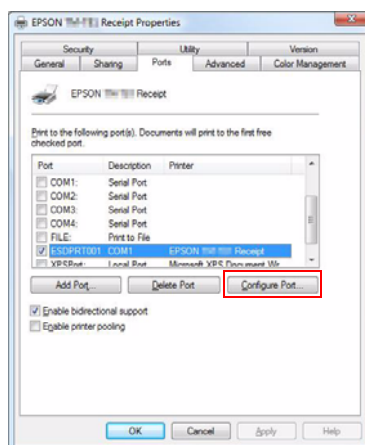 EPSON Receipt Properties
Security Utility Version
General Sharing Ports Advanced Color Management
EPSON Receipt
Print to the following port(s). Documents will print to the first free
checked port.
Port Description Printer
COM1: Serial Port
COM2: Serial Port
COM3: Serial Port
COM4: Serial Port
FILE: Print to File
ESDPRT001 COM1 EPSON Receipt
XPSPort: Local Port Microsoft XPS Document Wr...
Add Port... Delete Port Configure Port...
Enable bidirectional support
Enable printer pooling
OK Cancel Apply Help